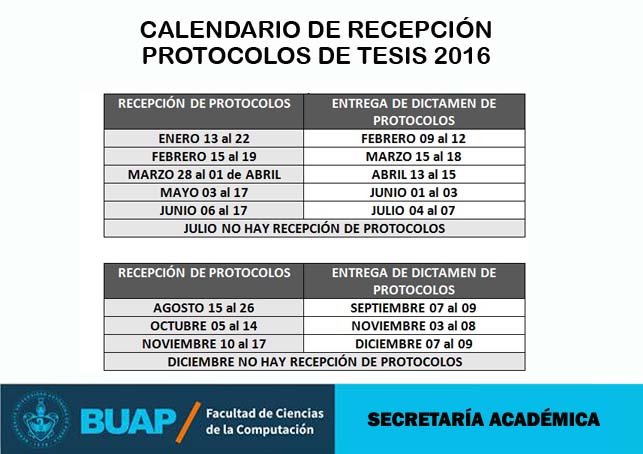 CALENDARIO DE RECEPCIÓN
PROTOCOLOS DE TESIS 2016
RECEPCIÓN DE PROTOCOLOS ENTREGA DE DICTAMEN DE PROTOCOLOS
ENERO 13 al 22 FEBRERO 09 al 12
FEBRERO 15 al 19 MARZO 15 al 18
MARZO 28 al 01 de ABRIL ABRIL 13 al 15
MAYO 03 al 17 JUNIO 01 al 03
JUNIO 06 al 17 JULIO 04 al 07
JULIO NO HAY RECEPCIÓN DE PROTOCOLOS
RECEPCIÓN DE PROTOCOLOS ENTREGA DE DICTAMEN DE PROTOCOLOS
AGOSTO 15 al 26 SEPTIEMBRE 07 al 09
OCTUBRE 05 al 14 NOVIEMBRE 03 al 08
NOVIEMBRE 10 al 17 DICIEMBRE 07 al 09
DICIEMBRE NO HAY RECEPCIÓN DE PROTOCOLOS
BUAP
Facultad de Ciencias
de la Computación
SECRETARÍA ACADÉMICA